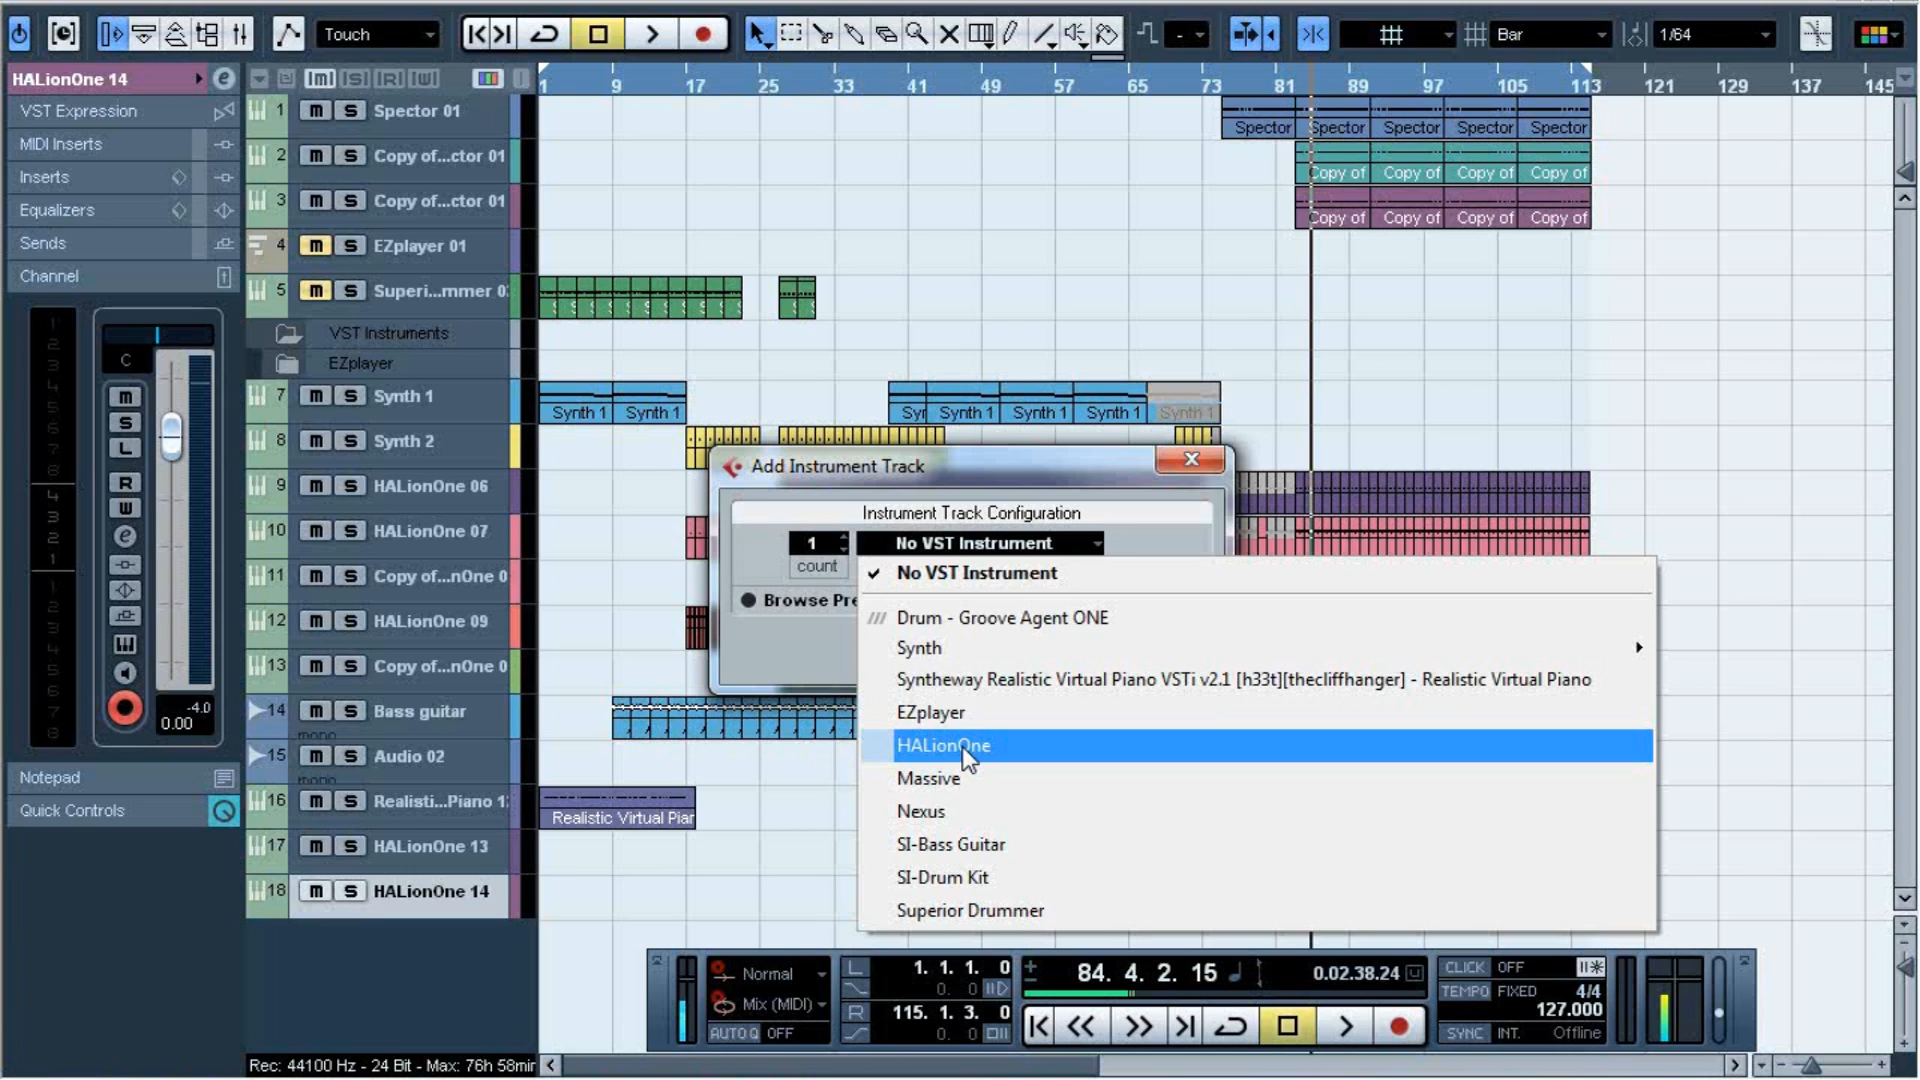 Touch
Bar
1/64
HALionOne 14
VST Expression
MIDI Inserts
Inserts
Equalizers
Sends
Channel
C
m
S
L
R
W
-4.0
0.00
Notepad
Quick Controls
1 9 17 25 33 41 49 57 65 73 81 89 97 105 113 121 129 137 145
1 m S Spector 01
2 m S Copy of...ctor 01
3 m S Copy of...ctor 01
4 m S EZplayer 01
5 m S Superi...mmer 0
VST Instruments
EZplayer
7 m S Synth 1
8 m S Synth 2
9 m S HALionOne 06
10 m S HALionOne 07
11 m S Copy of...nOne 0
12 m S HALionOne 09
13 m S Copy of...nOne 0
14 m S Bass guitar
mono
15 m S Audio 02
mono
16 m S Realisti...Piano 1
17 m S HALionOne 13
18 m S HALionOne 14
Spector Spector Spector Spector Spector
Copy of Copy of Copy of Copy of
Copy of Copy of Copy of Copy of
Synth 1 Synth 1 Syr Synth 1 Synth 1 Synth 1 Synth 1
Realistic Virtual Piar
Add Instrument Track
Instrument Track Configuration
1 No VST Instrument
count
Browse Pre
No VST Instrument
Drum - Groove Agent ONE
Synth
Syntheway Realistic Virtual Piano VSTi v2.1 [h33t][thecliffhanger] - Realistic Virtual Piano
EZplayer
HALionOne
Massive
Nexus
SI-Bass Guitar
SI-Drum Kit
Superior Drummer
Normal
Mix (MIDI)
AUTO Q OFF
L 1. 1. 1. 0
0. 0
R 115. 1. 3. 0
0. 0
84. 4. 2. 15
0.02.38.24
CLICK OFF
TEMPO FIXED 4/4
127.000
SYNC INT. Offline
Rec: 44100 Hz - 24 Bit - Max: 76h 58min